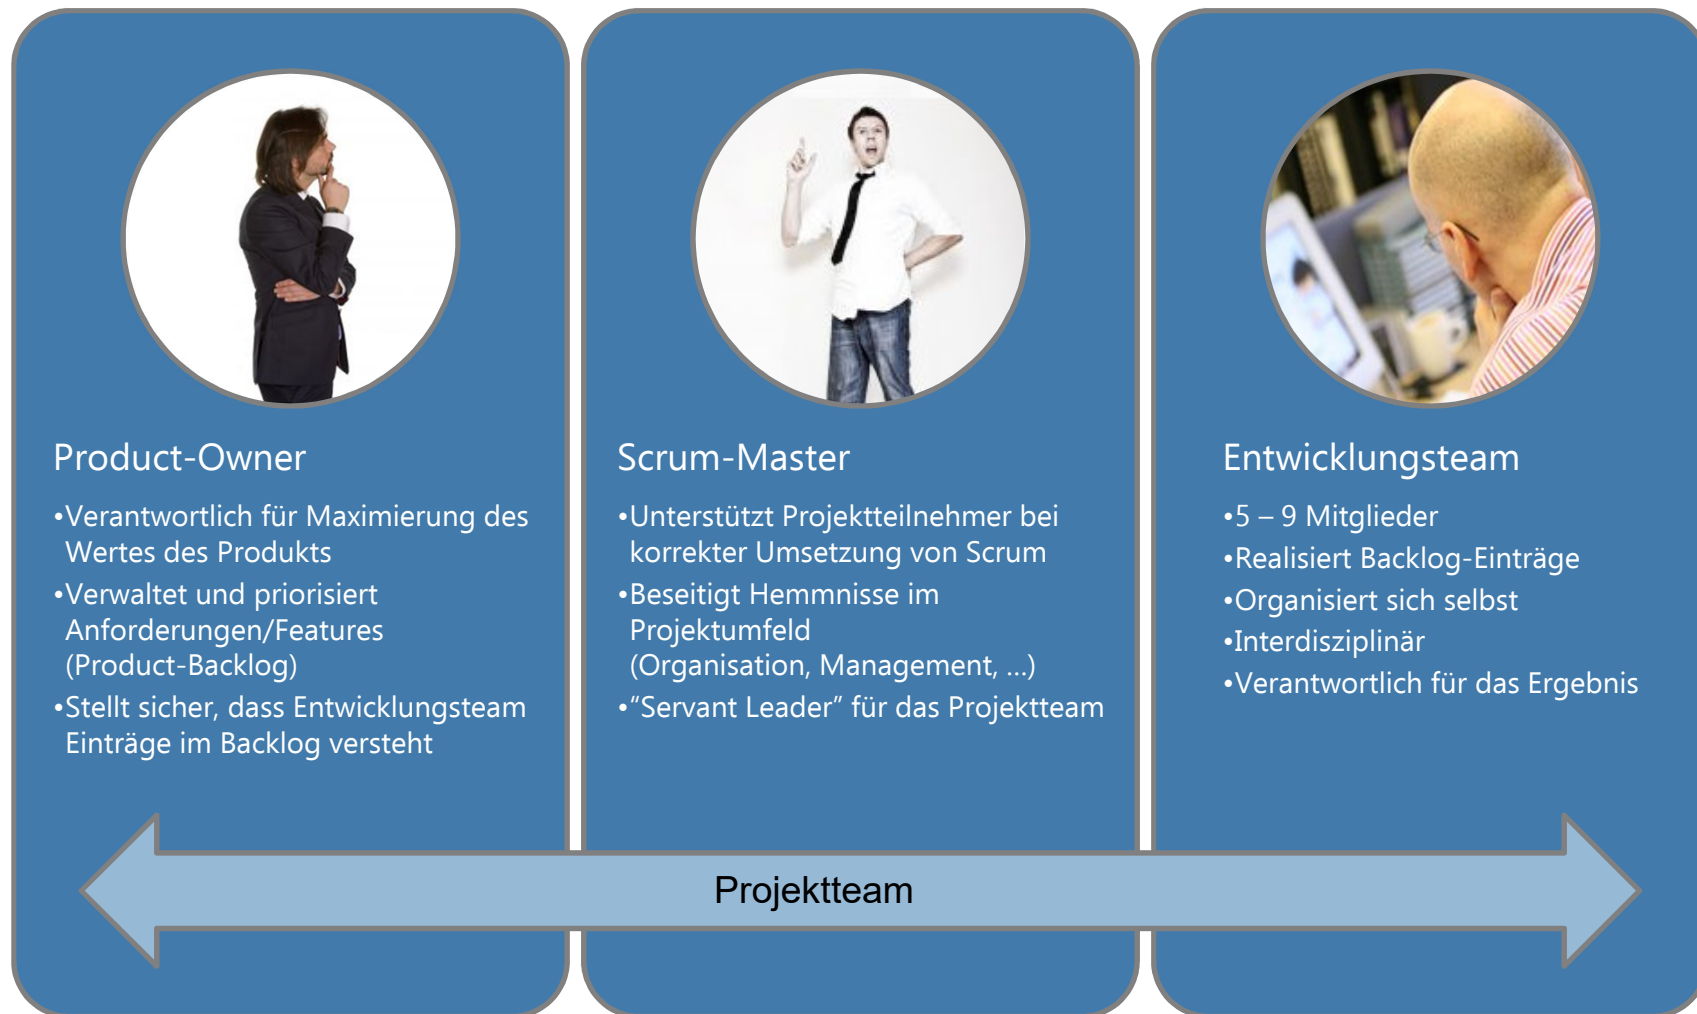 Product-Owner
•Verantwortlich für Maximierung des
Wertes des Produkts
•Verwaltet und priorisiert
Anforderungen/Features
(Product-Backlog)
•Stellt sicher, dass Entwicklungsteam
Einträge im Backlog versteht
Scrum-Master
•Unterstützt Projektteilnehmer bei
korrekter Umsetzung von Scrum
•Beseitigt Hemmnisse im
Projektumfeld
(Organisation, Management, ...)
•“Servant Leader” für das Projektteam
Entwicklungsteam
•5 – 9 Mitglieder
•Realisiert Backlog-Einträge
•Organisiert sich selbst
•Interdisziplinär
•Verantwortlich für das Ergebnis
Projektteam